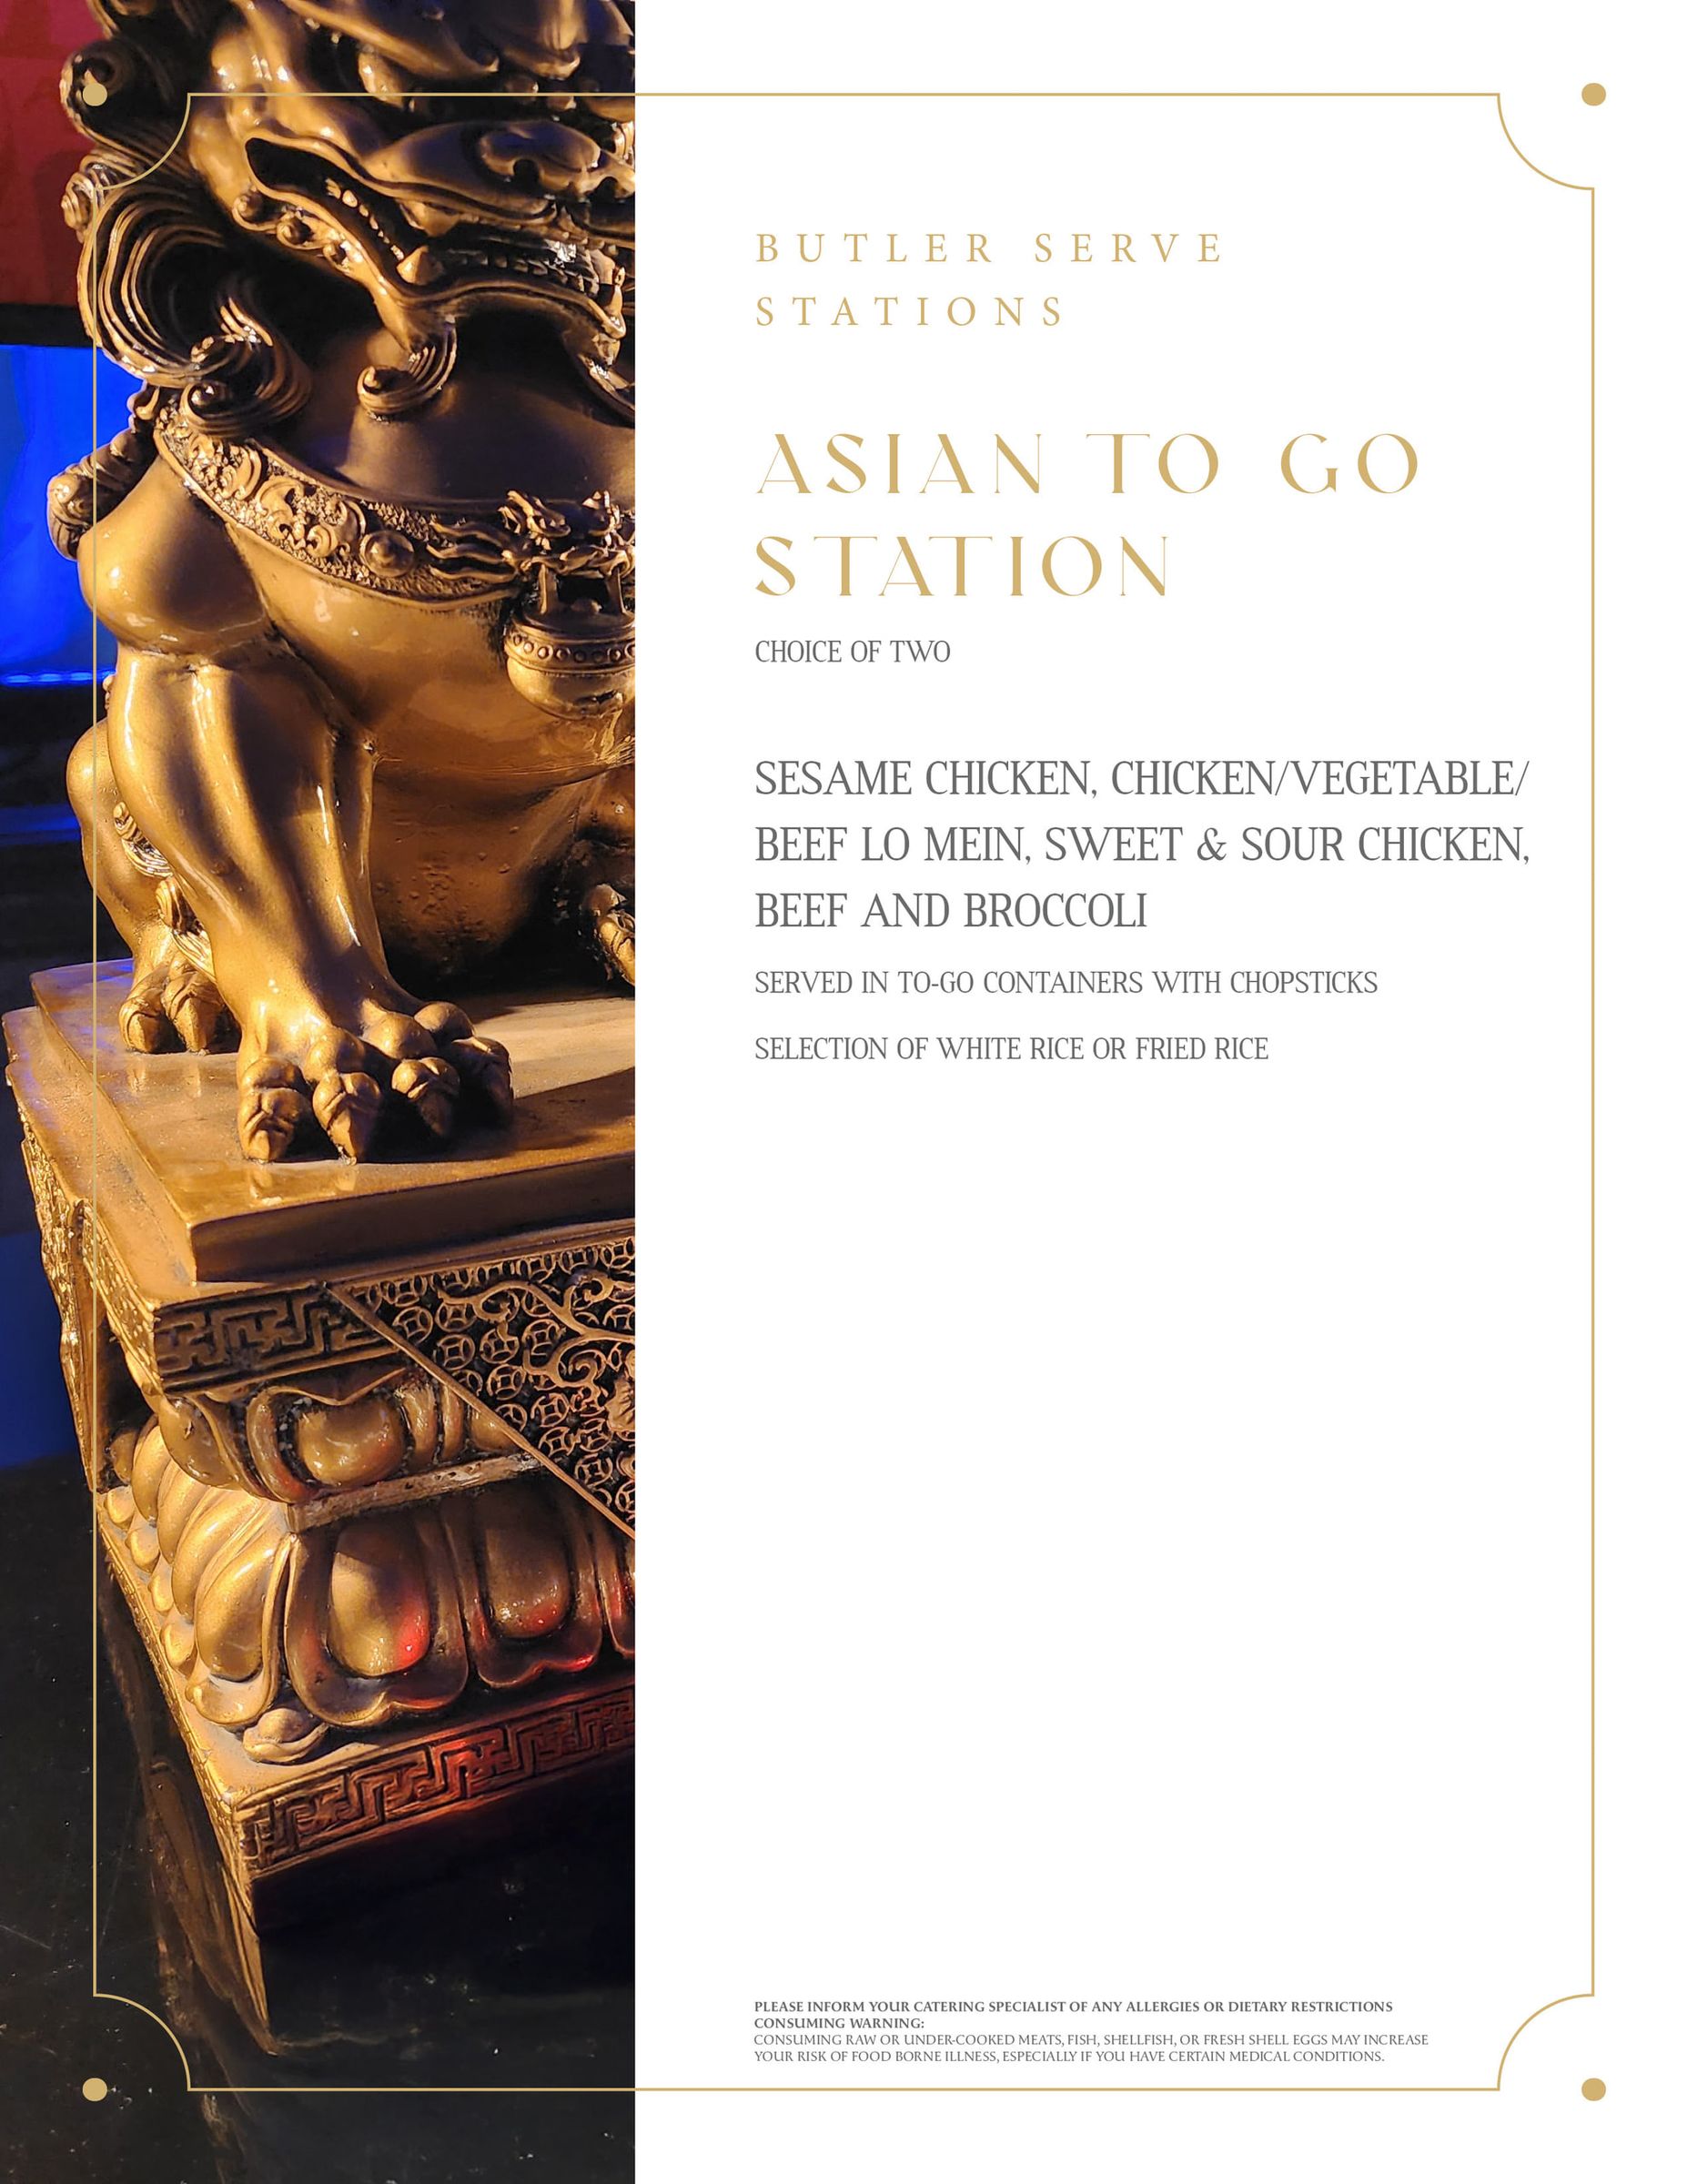 BUTLER SERVE
STATIONS
ASIAN TO GO
STATION
CHOICE OF TWO
SESAME CHICKEN, CHICKEN/VEGETABLE/
BEEF LO MEIN, SWEET & SOUR CHICKEN,
BEEF AND BROCCOLI
SERVED IN TO-GO CONTAINERS WITH CHOPSTICKS
SELECTION OF WHITE RICE OR FRIED RICE
PLEASE INFORM YOUR CATERING SPECIALIST OF ANY ALLERGIES OR DIETARY RESTRICTIONS
CONSUMING WARNING:
CONSUMING RAW OR UNDER-COOKED MEATS, FISH, SHELLFISH, OR FRESH SHELL EGGS MAY INCREASE
YOUR RISK OF FOOD BORNE ILLNESS, ESPECIALLY IF YOU HAVE CERTAIN MEDICAL CONDITIONS.